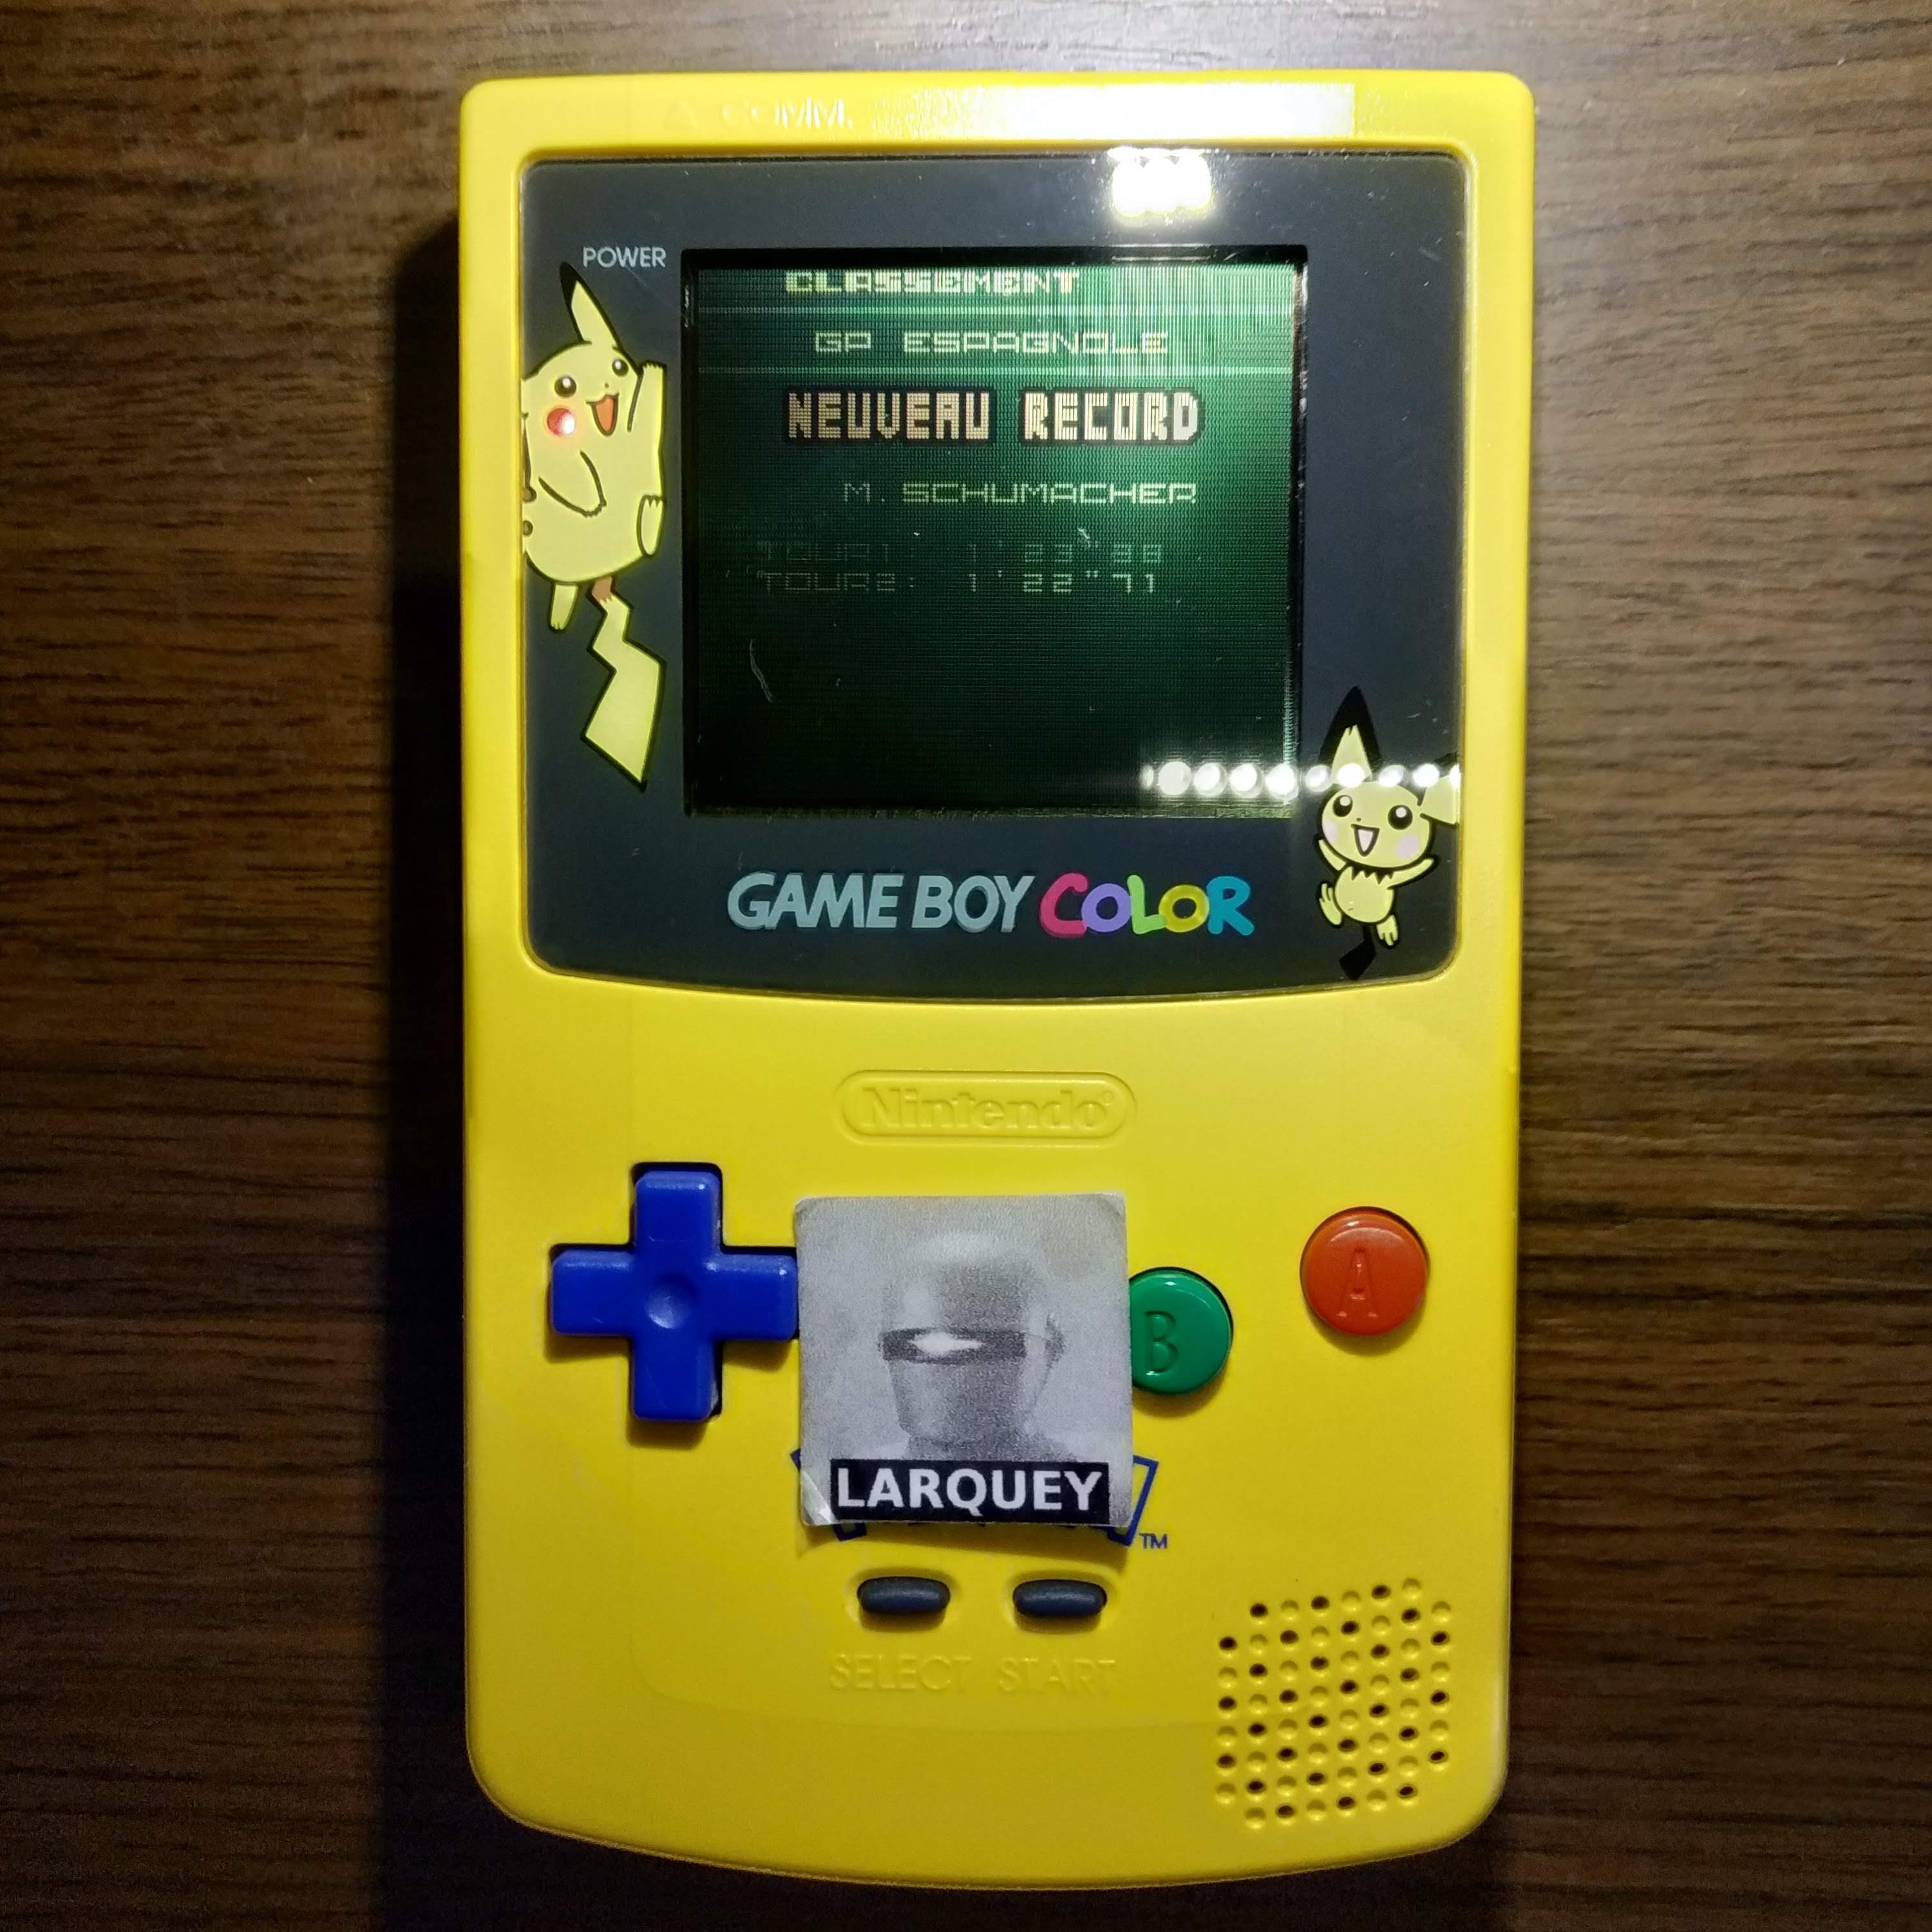 COMM.
POWER
CLASSEMENT
GP ESPAGNOLE
NEUVEAU RECORD
M. SCHUMACHER
TOUR1: 1'23"88
TOUR2: 1'22"71
GAME BOY COLOR
Nintendo®
A
B
LARQUEY
TM
SELECT START